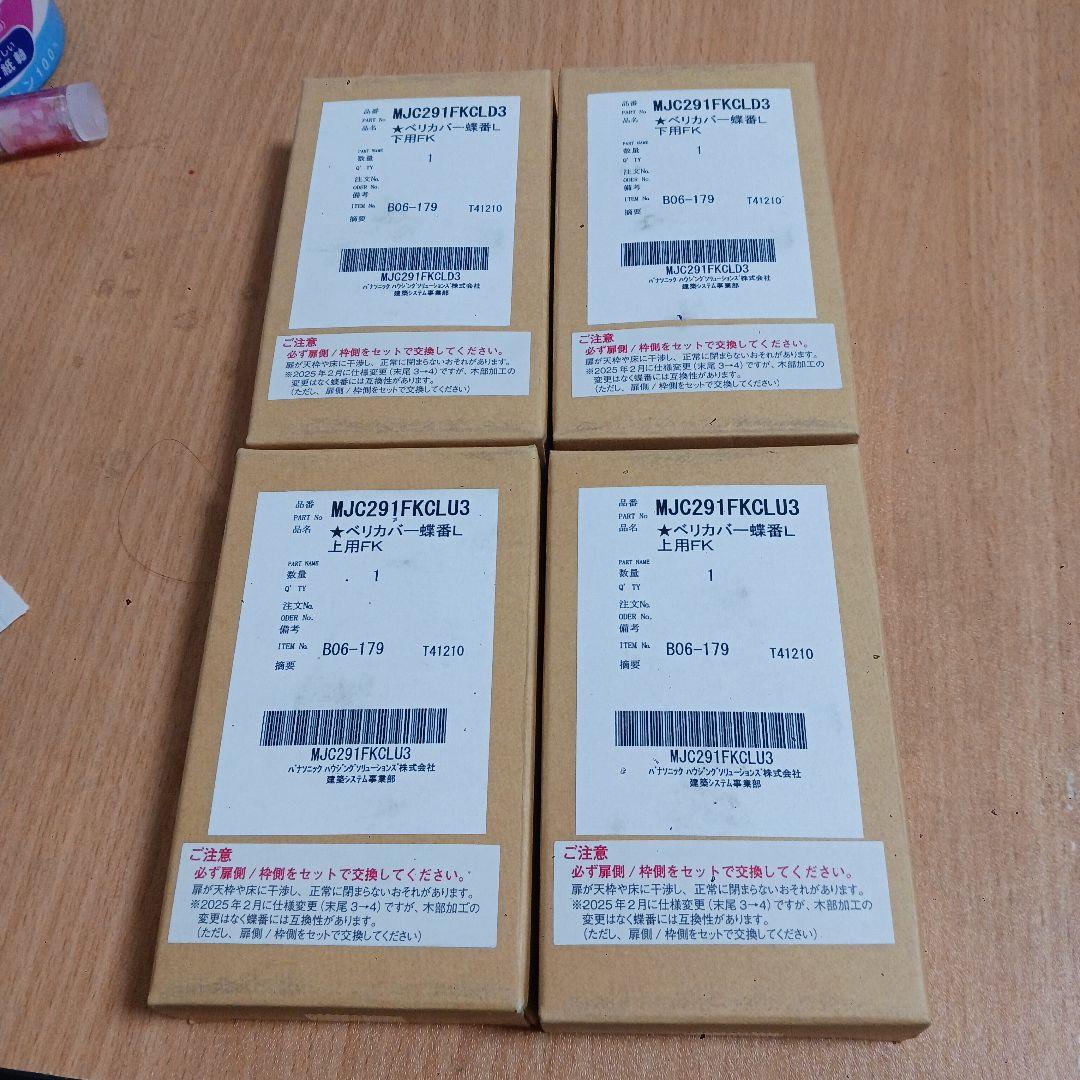 しい
紙軸
ン100%
品番 MJC291FKCLD3
PART No
品名 ★ベリカバー蝶番L
下用FK
PART NAME
数量 1
Q'TY
注文No.
ODER No.
備考
ITEM No. B06-179 T41210
摘要
MJC291FKCLD3
パナソニック ハウジングソリューションズ株式会社
建築システム事業部
ご注意
必ず扉側/枠側をセットで交換してください。
扉が天枠や床に干渉し、正常に閉まらないおそれがあります。
※2025年2月に仕様変更(末尾3→4)ですが、木部加工の
変更はなく蝶番には互換性があります。
(ただし、扉側/枠側をセットで交換してください)
品番 MJC291FKCLD3
PART No
品名 ★ベリカバー蝶番L
下用FK
PART NAME
数量 1
Q'TY
注文No.
ODER No.
備考
ITEM No. B06-179 T41210
摘要
MJC291FKCLD3
パナソニック ハウジングソリューションズ株式会社
建築システム事業部
ご注意
必ず扉側/枠側をセットで交換してください。
扉が天枠や床に干渉し、正常に閉まらないおそれがあります。
※2025年2月に仕様変更(末尾3→4)ですが、木部加工の
変更はなく蝶番には互換性があります。
(ただし、扉側/枠側をセットで交換してください)
品番 MJC291FKCLU3
PART No
品名 ★ベリカバー蝶番L
上用FK
PART NAME
数量 1
Q'TY
注文No.
ODER No.
備考
ITEM No. B06-179 T41210
摘要
MJC291FKCLU3
パナソニック ハウジングソリューションズ株式会社
建築システム事業部
ご注意
必ず扉側/枠側をセットで交換してください。
扉が天枠や床に干渉し、正常に閉まらないおそれがあります。
※2025年2月に仕様変更(末尾3→4)ですが、木部加工の
変更はなく蝶番には互換性があります。
(ただし、扉側/枠側をセットで交換してください)
品番 MJC291FKCLU3
PART No
品名 ★ベリカバー蝶番L
上用FK
PART NAME
数量 1
Q'TY
注文No.
ODER No.
備考
ITEM No. B06-179 T41210
摘要
MJC291FKCLU3
パナソニック ハウジングソリューションズ株式会社
建築システム事業部
ご注意
必ず扉側/枠側をセットで交換してください。
扉が天枠や床に干渉し、正常に閉まらないおそれがあります。
※2025年2月に仕様変更(末尾3→4)ですが、木部加工の
変更はなく蝶番には互換性があります。
(ただし、扉側/枠側をセットで交換してください)